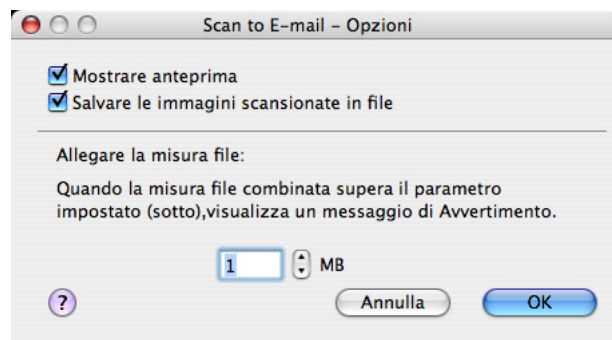 Scan to E-mail – Opzioni
Mostrare anteprima
Salvare le immagini scansionate in file
Allegare la misura file:
Quando la misura file combinata supera il parametro
impostato (sotto),visualizza un messaggio di Avvertimento.
1 MB
? Annulla OK